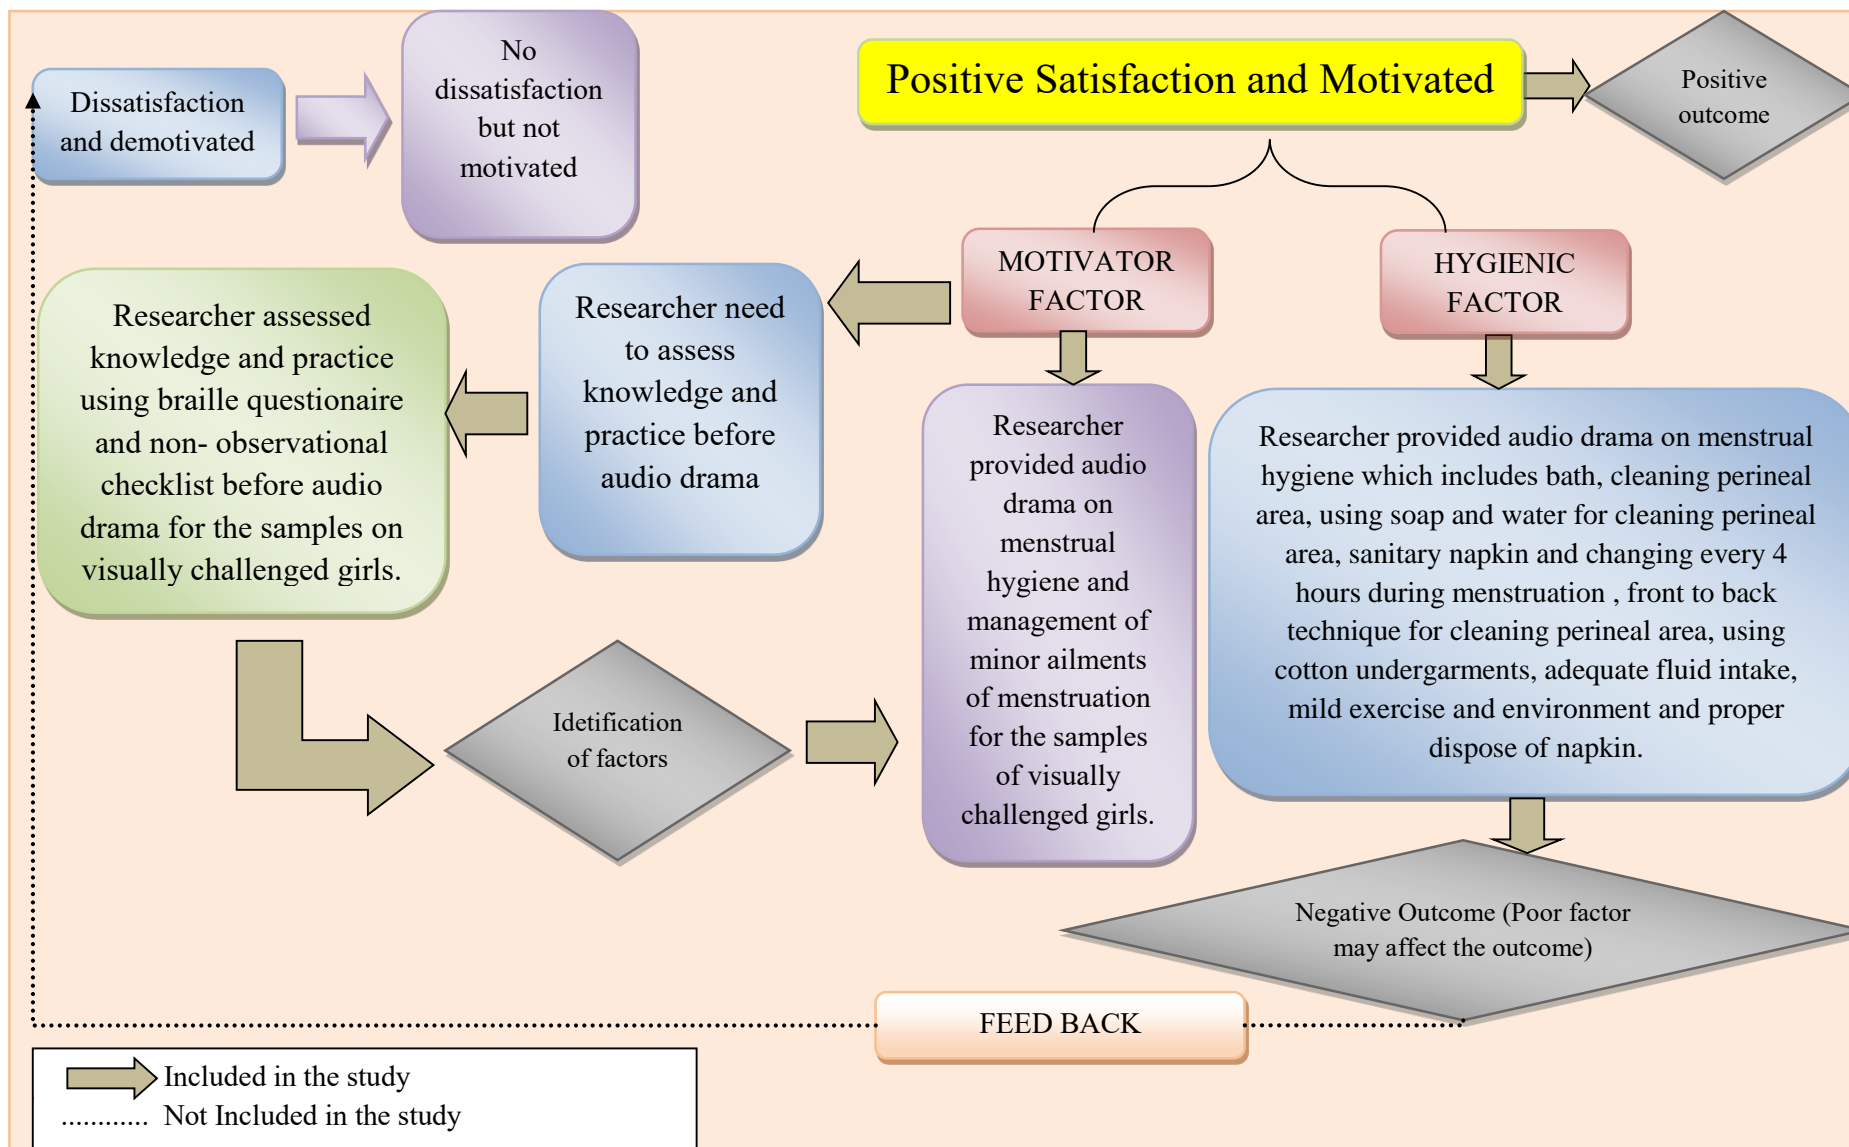 Dissatisfaction
and demotivated
No
dissatisfaction
but not
motivated
Positive Satisfaction and Motivated
Positive
outcome
MOTIVATOR
FACTOR
HYGIENIC
FACTOR
Researcher assessed
knowledge and practice
using braille questionaire
and non- observational
checklist before audio
drama for the samples on
visually challenged girls.
Researcher need
to assess
knowledge and
practice before
audio drama
Researcher
provided audio
drama on
menstrual
hygiene and
management of
minor ailments
of menstruation
for the samples
of visually
challenged girls.
Researcher provided audio drama on menstrual
hygiene which includes bath, cleaning perineal
area, using soap and water for cleaning perineal
area, sanitary napkin and changing every 4
hours during menstruation , front to back
technique for cleaning perineal area, using
cotton undergarments, adequate fluid intake,
mild exercise and environment and proper
dispose of napkin.
Idetification
of factors
Negative Outcome (Poor factor
may affect the outcome)
FEED BACK
Included in the study
............ Not Included in the study